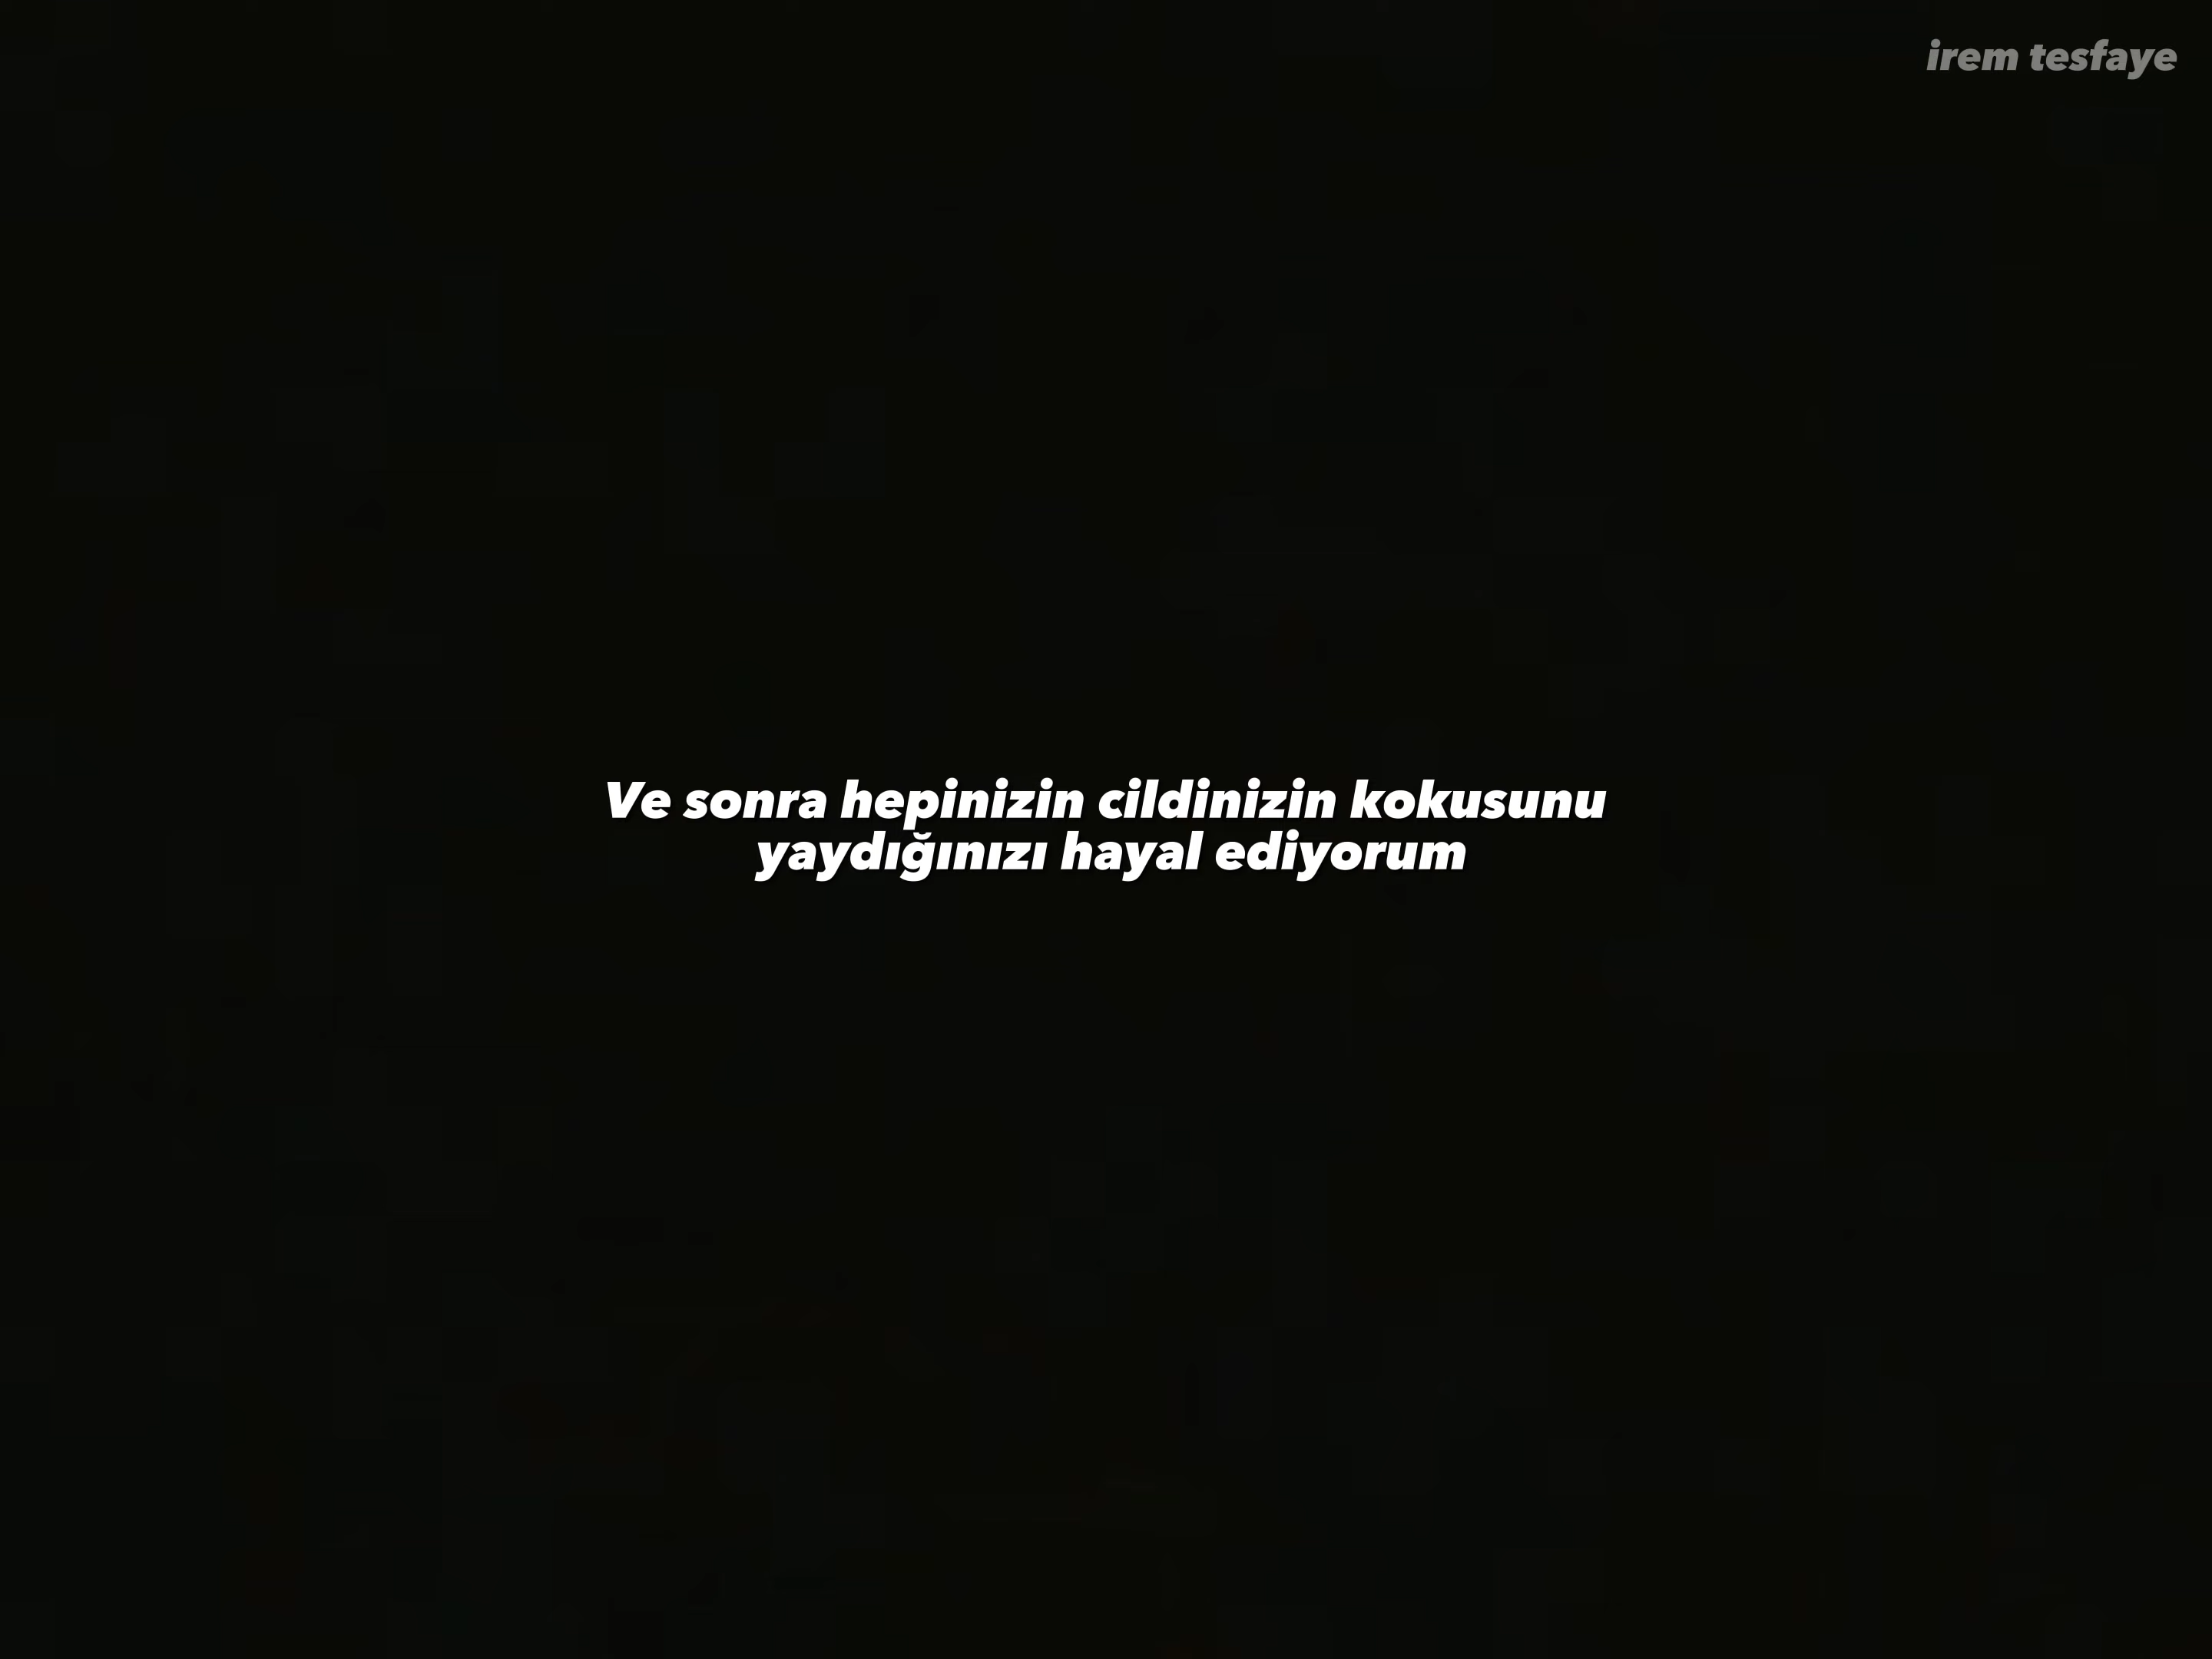 irem tesfaye
Ve sonra hepinizin cildinizin kokusunu
yaydığınızı hayal ediyorum